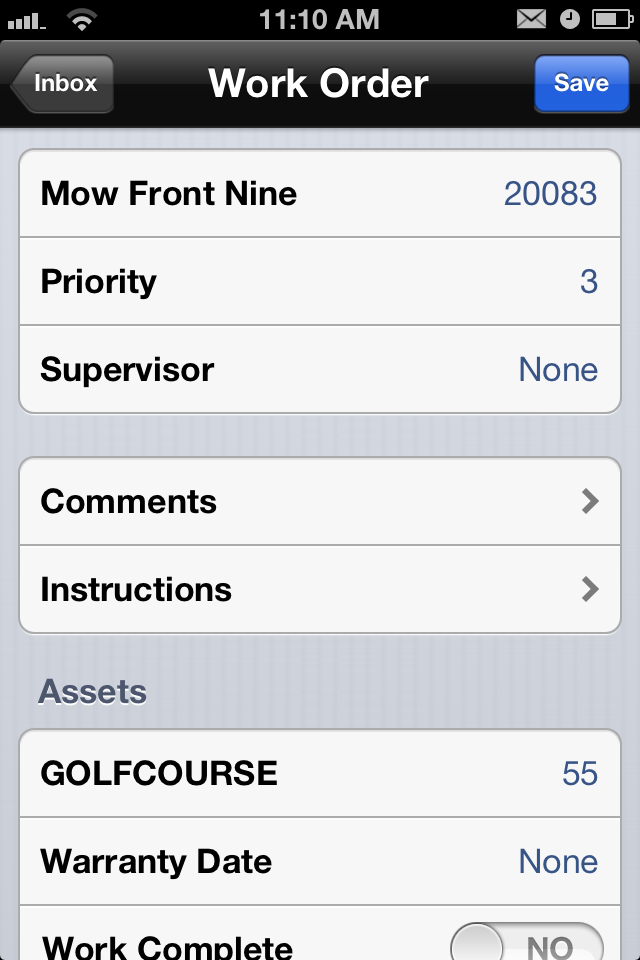 11:10 AM
Inbox
Work Order
Save
Mow Front Nine 20083
Priority 3
Supervisor None
Comments
Instructions
Assets
GOLFCOURSE 55
Warranty Date None
Work Complete NO